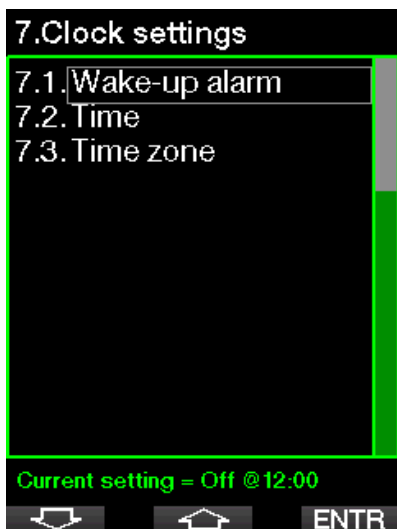 7.Clock settings
7.1. Wake-up alarm
7.2. Time
7.3. Time zone
Current setting = Off @12:00
ENTR